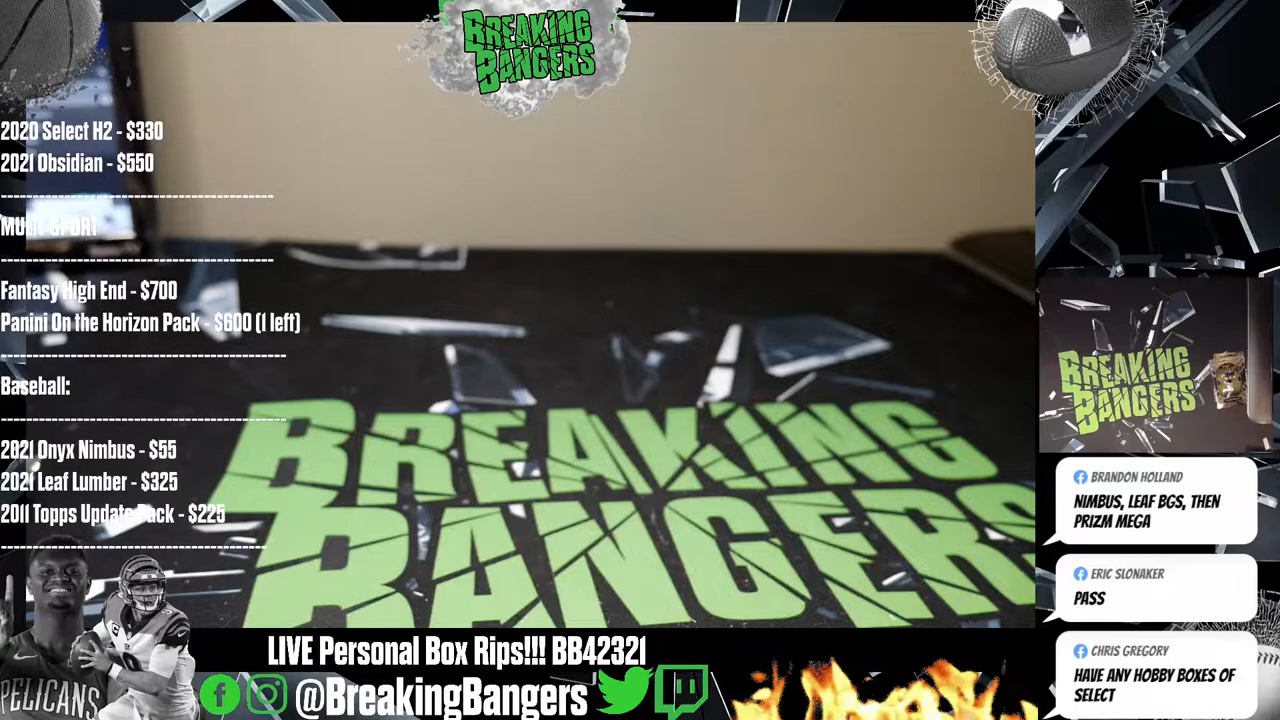 BREAKING
BANGERS
2020 Select H2 - $330
2021 Obsidian - $550
----------------------------------------
MULTI SPORT
----------------------------------------
Fantasy High End - $700
Panini On the Horizon Pack - $600 (1 left)
------------------------------------------
Baseball:
------------------------------------------
2021 Onyx Nimbus - $55
2021 Leaf Lumber - $325
2011 Topps Update Pack - $225
---------------------------------------
BREAKING
BANGERS
BREAKING
BANGERS
BRANDON HOLLAND
NIMBUS, LEAF BGS, THEN
PRIZM MEGA
ERIC SLONAKER
PASS
CHRIS GREGORY
HAVE ANY HOBBY BOXES OF
SELECT
PELICANS
LIVE Personal Box Rips!!! BB42321
@BreakingBangers